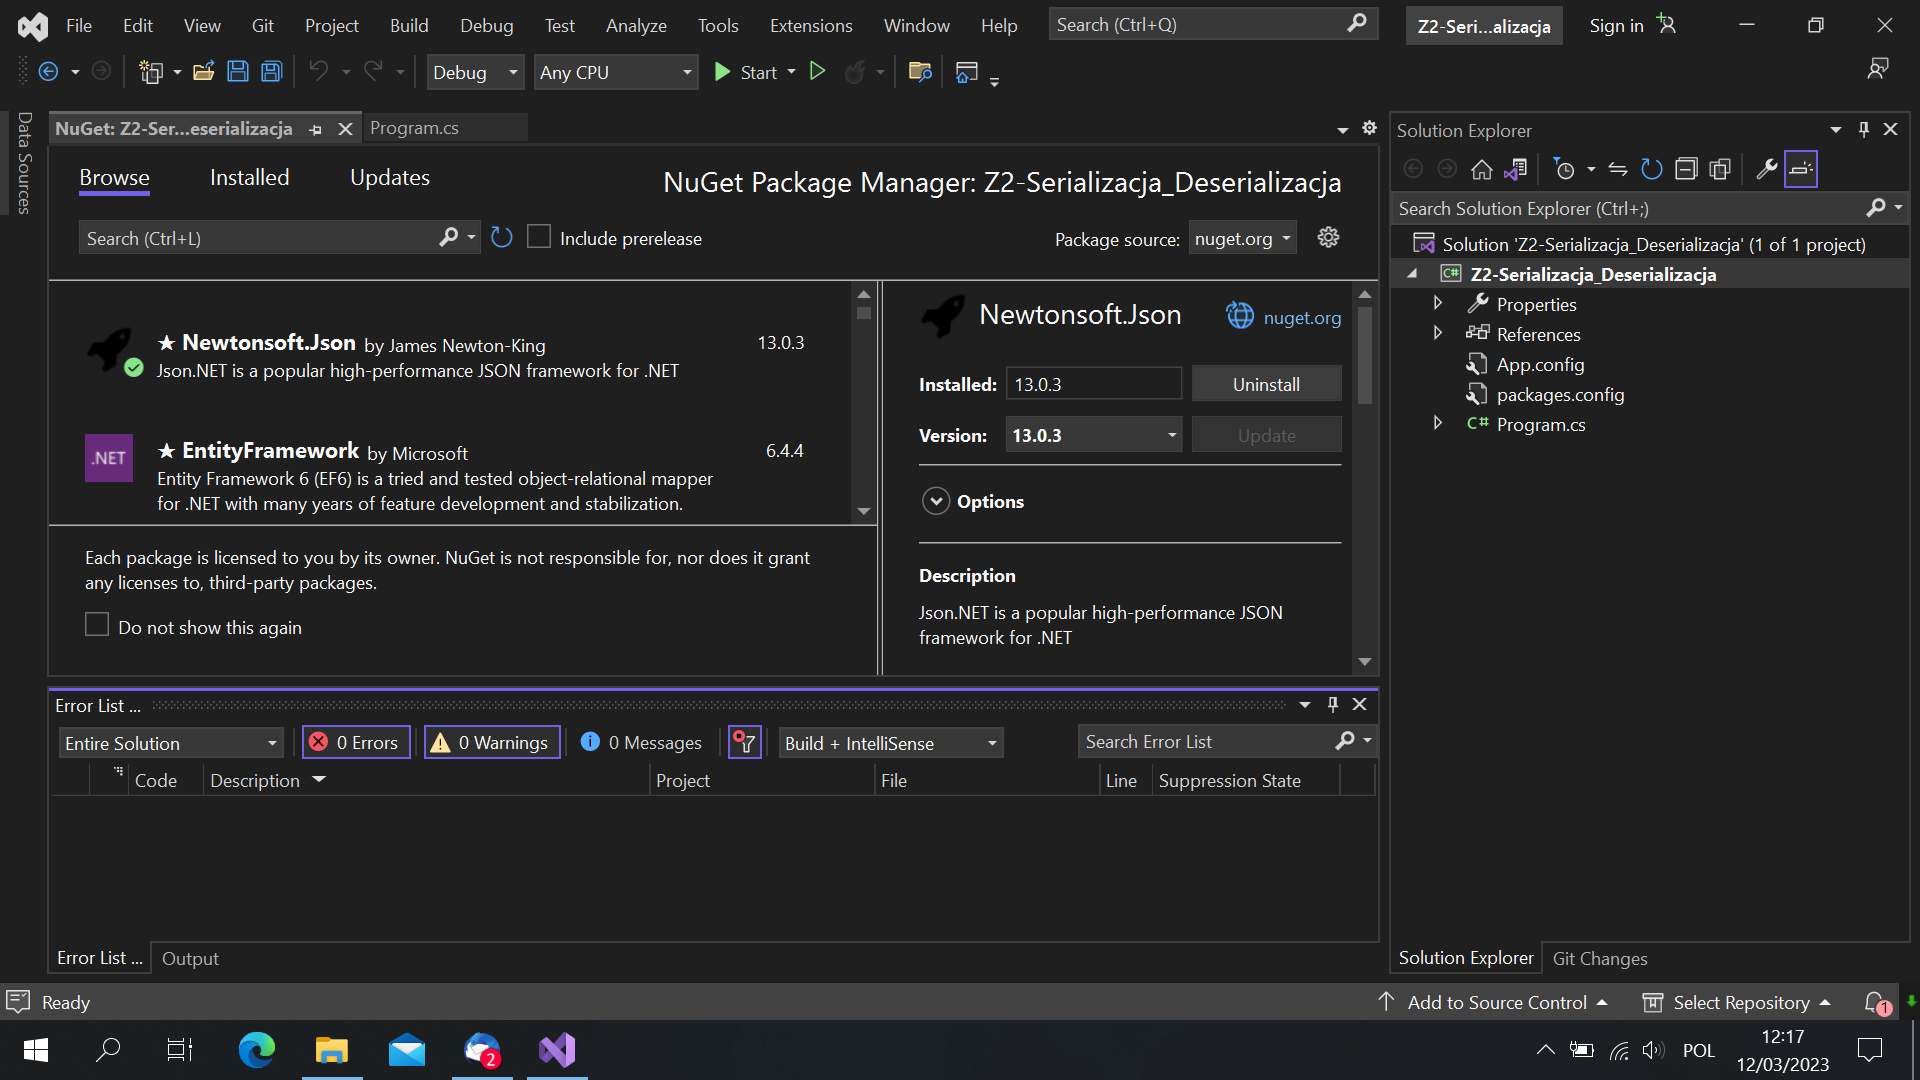 File Edit View Git Project Build Debug Test Analyze Tools Extensions Window Help Search (Ctrl+Q) Z2-Seri...alizacja Sign in
Debug Any CPU Start
Data Sources
NuGet: Z2-Ser...eserializacja Program.cs
Browse Installed Updates
NuGet Package Manager: Z2-Serializacja_Deserializacja
Search (Ctrl+L) Include prerelease Package source: nuget.org
Newtonsoft.Json by James Newton-King 13.0.3
Json.NET is a popular high-performance JSON framework for .NET
.NET
EntityFramework by Microsoft 6.4.4
Entity Framework 6 (EF6) is a tried and tested object-relational mapper
for .NET with many years of feature development and stabilization.
Each package is licensed to you by its owner. NuGet is not responsible for, nor does it grant
any licenses to, third-party packages.
Do not show this again
Newtonsoft.Json nuget.org
Installed: 13.0.3 Uninstall
Version: 13.0.3 Update
Options
Description
Json.NET is a popular high-performance JSON
framework for .NET
Solution Explorer
Search Solution Explorer (Ctrl+;)
Solution 'Z2-Serializacja_Deserializacja' (1 of 1 project)
C# Z2-Serializacja_Deserializacja
Properties
References
App.config
packages.config
C# Program.cs
Error List ...
Entire Solution 0 Errors 0 Warnings 0 Messages Build + IntelliSense Search Error List
Code Description Project File Line Suppression State
Error List ... Output
Solution Explorer Git Changes
Ready Add to Source Control Select Repository 1
2 POL 12:17
12/03/2023